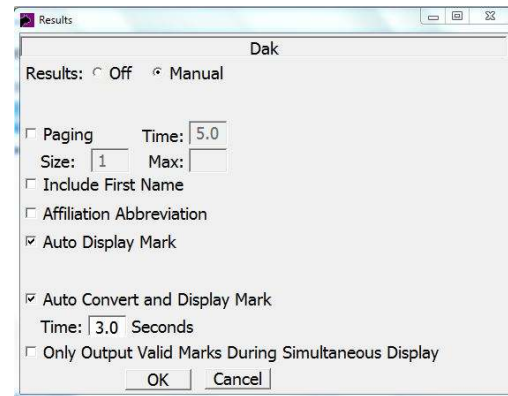 Results
Dak
Results: Off Manual
Paging Time: 5.0
Size: 1 Max:
Include First Name
Affiliation Abbreviation
Auto Display Mark
Auto Convert and Display Mark
Time: 3.0 Seconds
Only Output Valid Marks During Simultaneous Display
OK Cancel